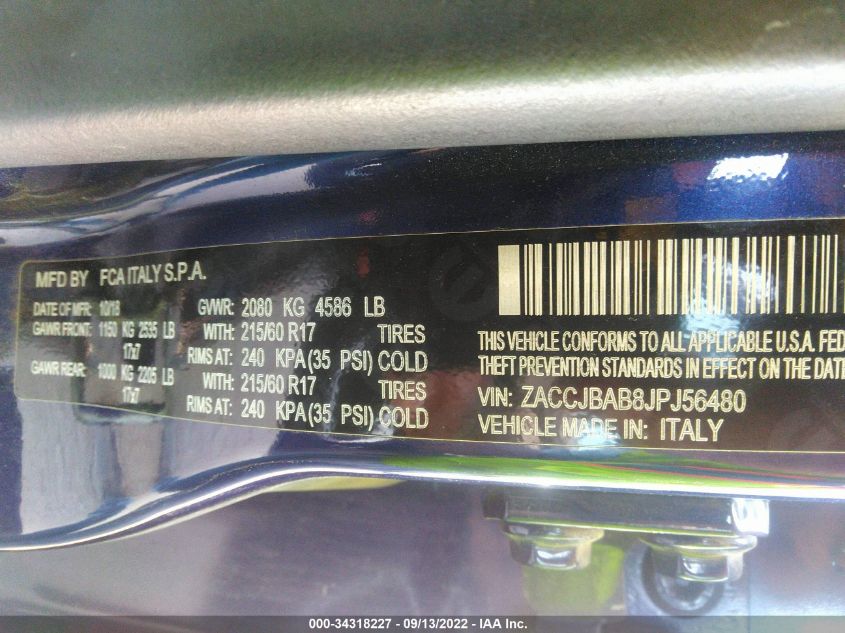 MFD BY FCA ITALY S.P.A.
DATE OF MFR: 10/18 GVWR: 2080 KG 4586 LB
GAWR FRONT: 1150 KG 2535 LB WITH: 215/60 R17 TIRES
17x7 RIMS AT: 240 KPA(35 PSI) COLD
GAWR REAR: 1000 KG 2205 LB WITH: 215/60 R17 TIRES
17x7 RIMS AT: 240 KPA(35 PSI) COLD
THIS VEHICLE CONFORMS TO ALL APPLICABLE U.S.A. FED
THEFT PREVENTION STANDARDS IN EFFECT ON THE DA
VIN: ZACCJBAB8JPJ56480
VEHICLE MADE IN: ITALY
000-34318227 - 09/13/2022 - IAA Inc.